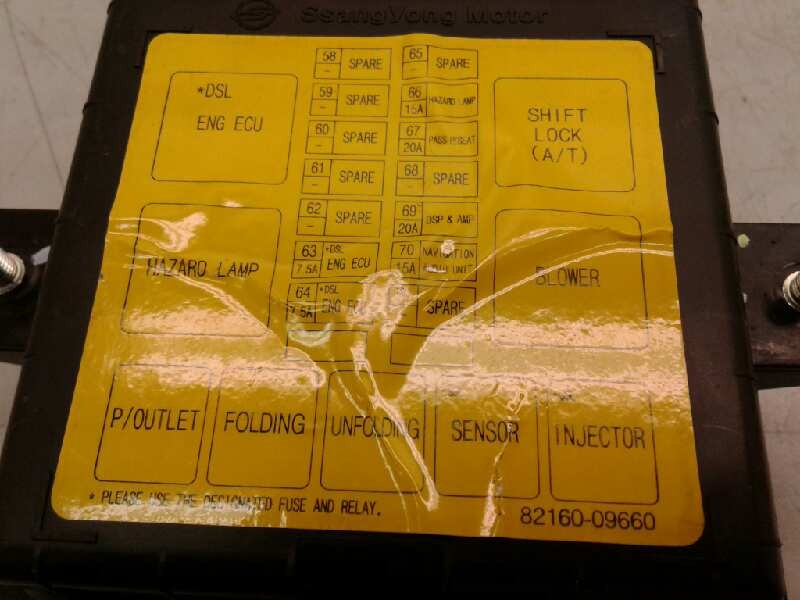 SsangYong Motor
*DSL
ENG ECU
58 - SPARE
65 - SPARE
59 - SPARE
66 15A HAZARD LAMP
60 - SPARE
67 20A PASS-P/SEAT
61 - SPARE
68 - SPARE
62 - SPARE
69 20A DSP & AMP
63 7.5A *DSL ENG ECU
70 15A NAVIGATION AUDIO UNIT
64 7.5A *DSL ENG
SPARE
SHIFT
LOCK
(A/T)
HAZARD LAMP
BLOWER
P/OUTLET
FOLDING
UNFOLDING
SENSOR
INJECTOR
* PLEASE USE THE DESIGNATED FUSE AND RELAY.
82160-09660